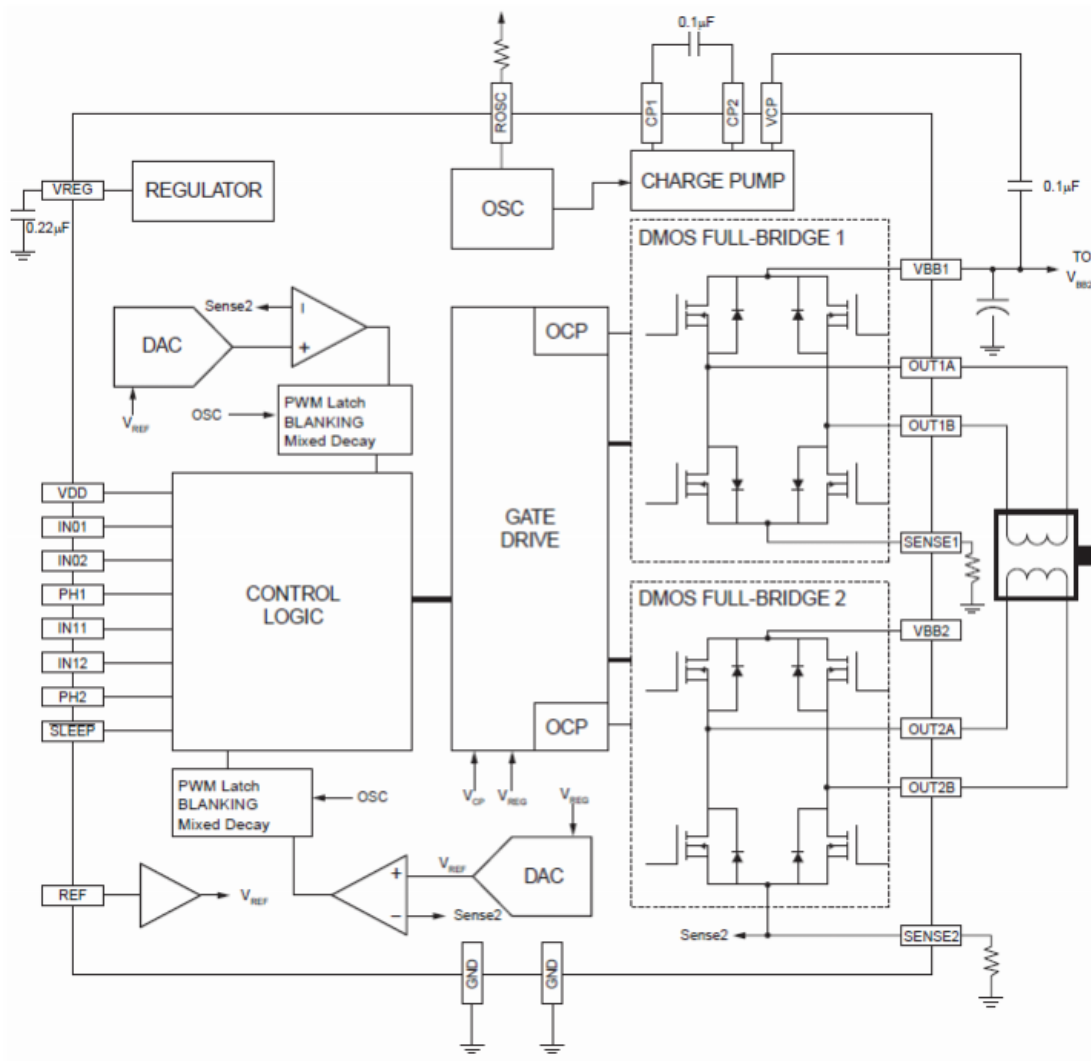 0.1µF
ROSC
CP1
CP2
VCP
VREG
REGULATOR
OSC
CHARGE PUMP
0.1µF
0.22µF
DMOS FULL-BRIDGE 1
VBB1
TO
VBB2
Sense2
DAC
+
OCP
OUT1A
VREF
OSC
PWM Latch
BLANKING
Mixed Decay
OUT1B
VDD
IN01
IN02
PH1
IN11
IN12
PH2
SLEEP
CONTROL
LOGIC
GATE
DRIVE
SENSE1
DMOS FULL-BRIDGE 2
VBB2
OCP
OUT2A
PWM Latch
BLANKING
Mixed Decay
OSC
VCP
VREG
VREG
OUT2B
REF
VREF
+
−
VREF
DAC
Sense2
Sense2
SENSE2
GND
GND